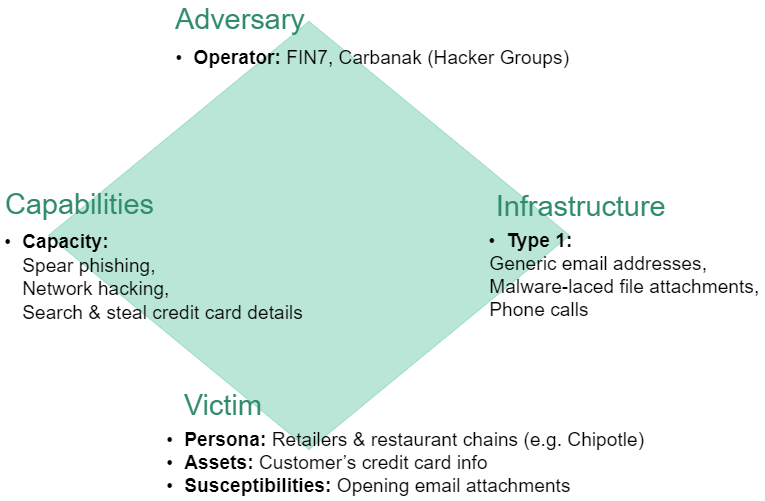 Adversary
• Operator: FIN7, Carbanak (Hacker Groups)
Capabilities
• Capacity:
Spear phishing,
Network hacking,
Search & steal credit card details
Infrastructure
• Type 1:
Generic email addresses,
Malware-laced file attachments,
Phone calls
Victim
• Persona: Retailers & restaurant chains (e.g. Chipotle)
• Assets: Customer’s credit card info
• Susceptibilities: Opening email attachments